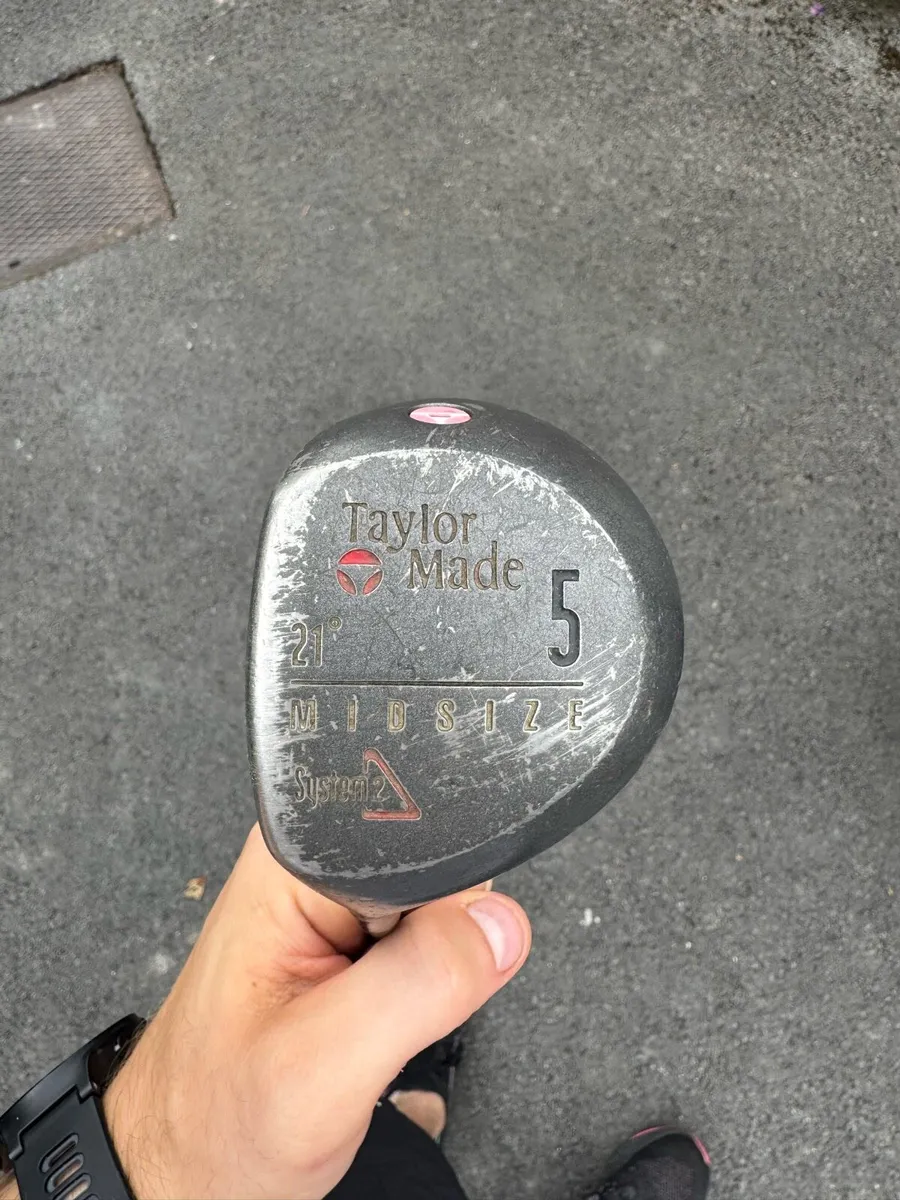 Taylor
Made
5
21°
MIDSIZE
System 2